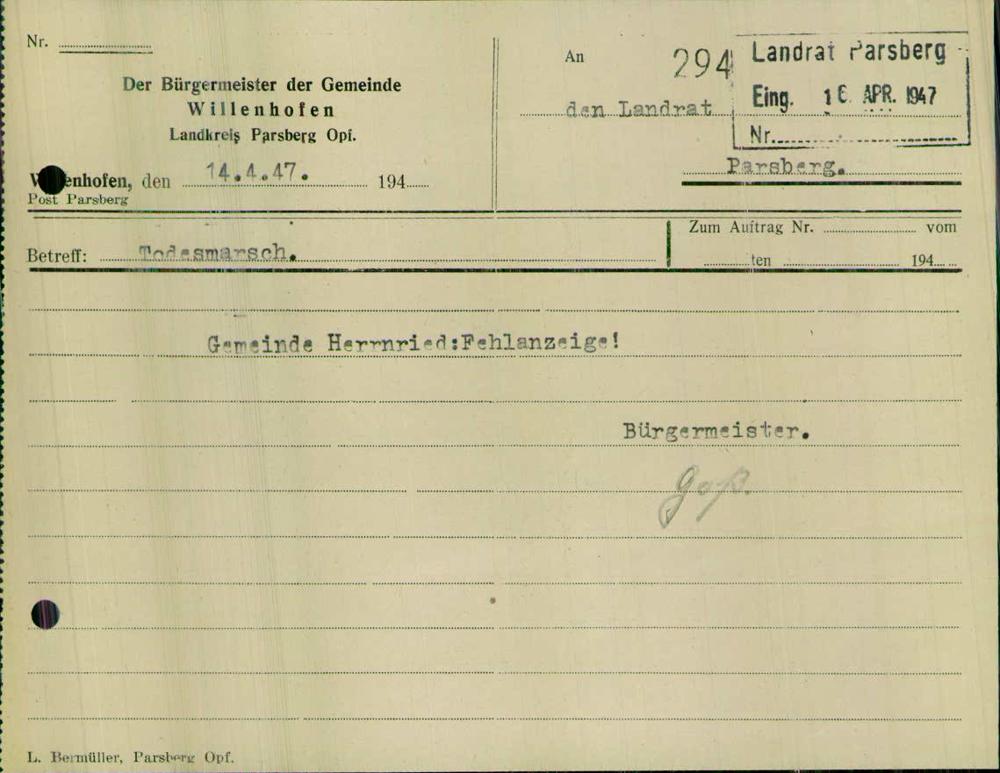 Nr.
Der Bürgermeister der Gemeinde
Willenhofen
Landkreis Parsberg Opf.
enhofen, den 14.4.47. 194
Post Parsberg
An
294
den Landrat
Parsberg.
Landrat Parsberg
Eing. 16. APR. 1947
Nr.
Betreff: Todesmarsch.
Zum Auftrag Nr. vom
ten 194
Gemeinde Herrnried:Fehlanzeige!
Bürgermeister.
L. Bermüller, Parsberg Opf.